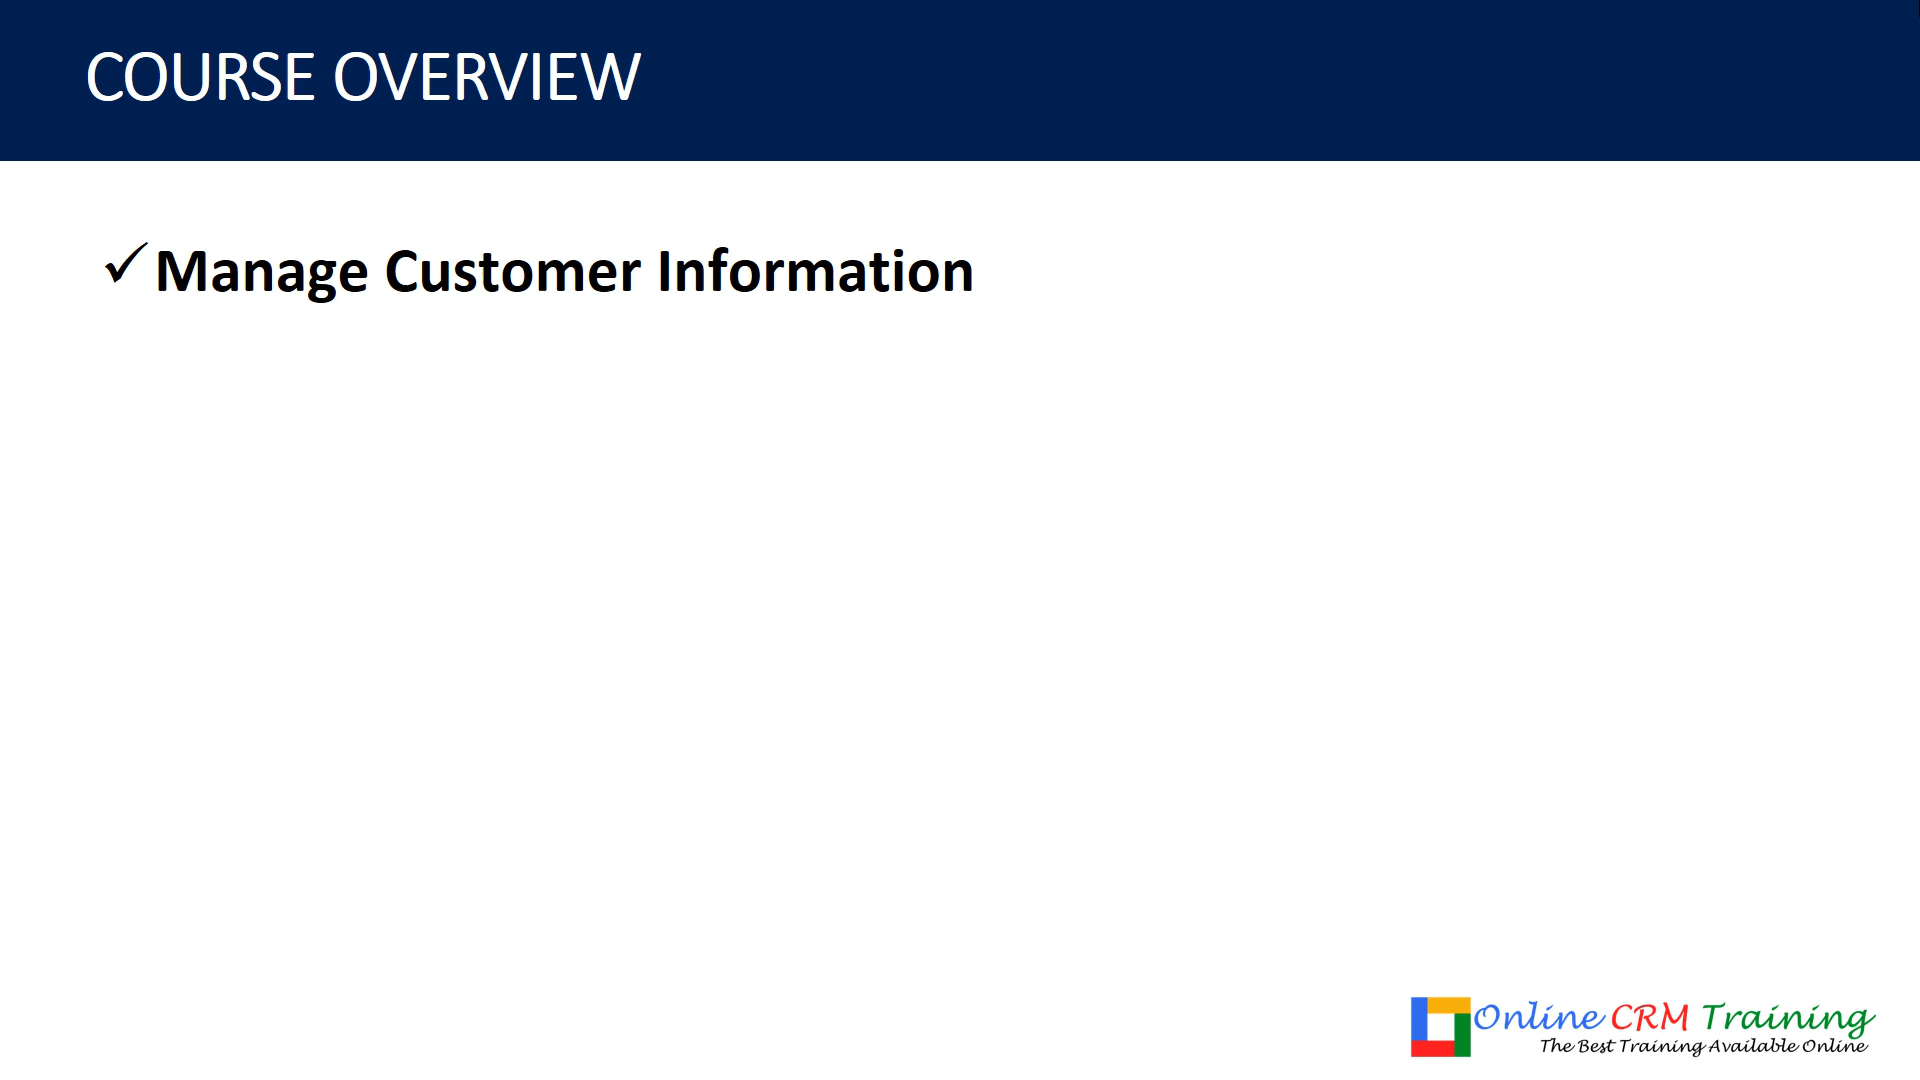 COURSE OVERVIEW
✓Manage Customer Information
Online CRM Training
The Best Training Available Online